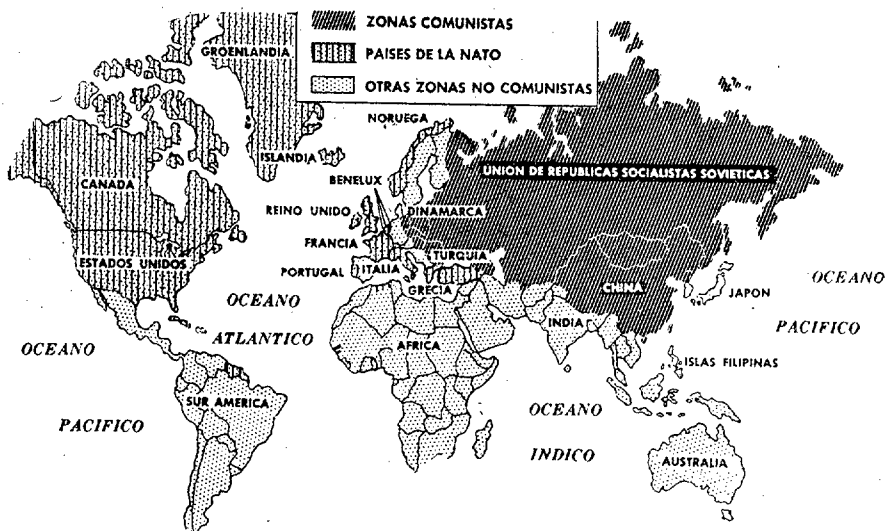 ZONAS COMUNISTAS
PAISES DE LA NATO
OTRAS ZONAS NO COMUNISTAS
GROENLANDIA
NORUEGA
ISLANDIA
BENELUX
UNION DE REPUBLICAS SOCIALISTAS SOVIETICAS
CANADA
REINO UNIDO
DINAMARCA
FRANCIA
TURQUIA
ESTADOS UNIDOS
PORTUGAL
ITALIA
GRECIA
CHINA
JAPON
OCEANO
PACIFICO
OCEANO
ATLANTICO
AFRICA
INDIA
OCEANO
PACIFICO
ISLAS FILIPINAS
SUR AMERICA
OCEANO
INDICO
AUSTRALIA